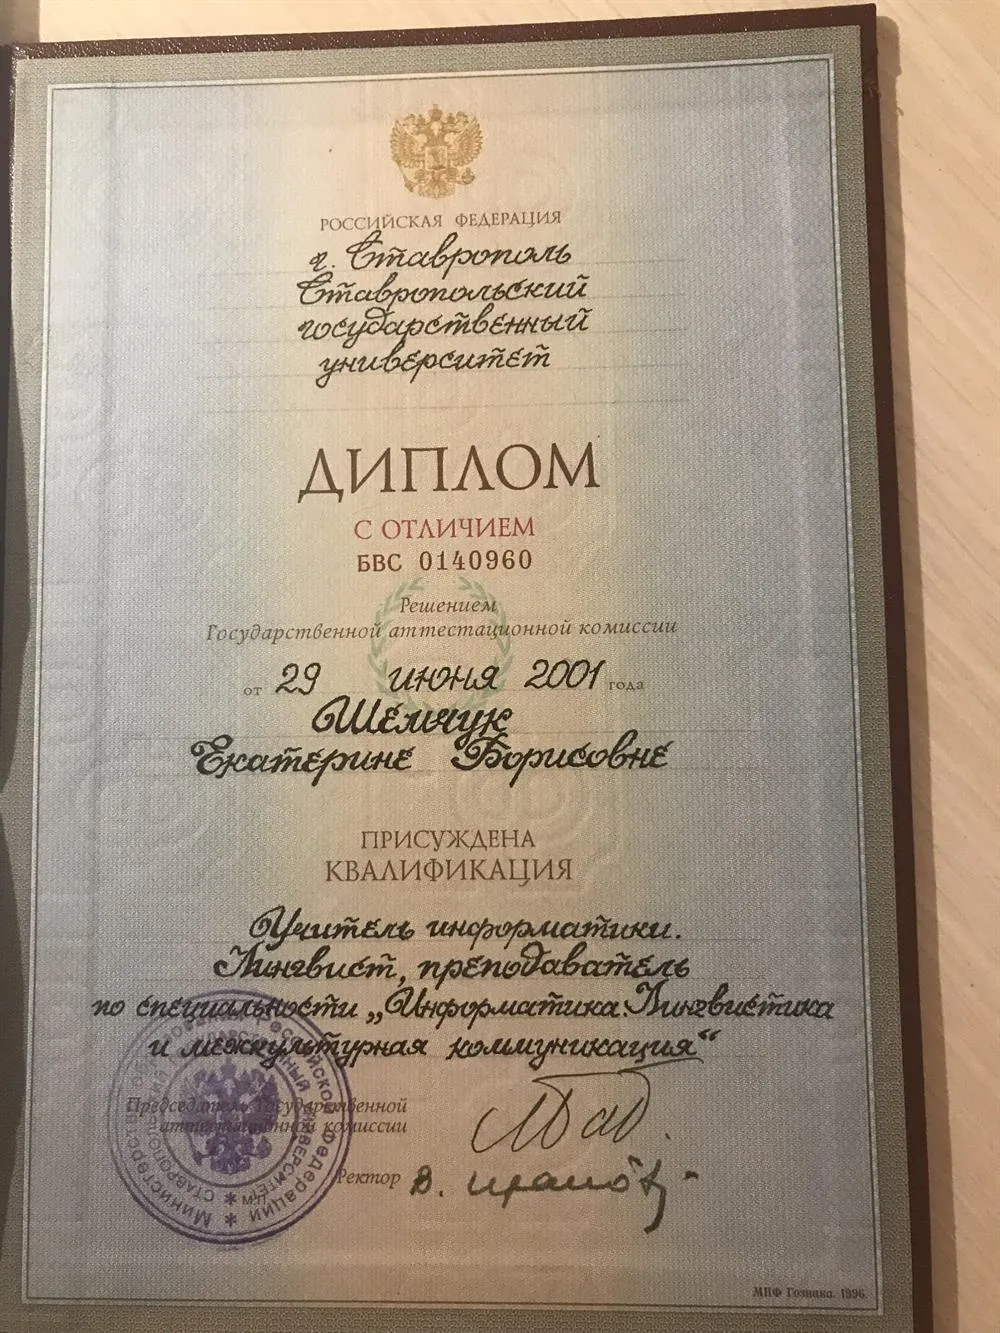 РОССИЙСКАЯ ФЕДЕРАЦИЯ
г. Ставрополь
Ставропольский
государственный
университет
ДИПЛОМ
С ОТЛИЧИЕМ
БВС 0140960
Решением
Государственной аттестационной комиссии
от 29 июня 2001 года
Шемчук
Екатерине Борисовне
ПРИСУЖДЕНА
КВАЛИФИКАЦИЯ
Учитель информатики.
Лингвист, преподаватель
по специальности „Информатика. Лингвистика
и межкультурная коммуникация“
Председатель Государственной
аттестационной комиссии
Ректор
М.П.
МПФ Гознака. 1996.